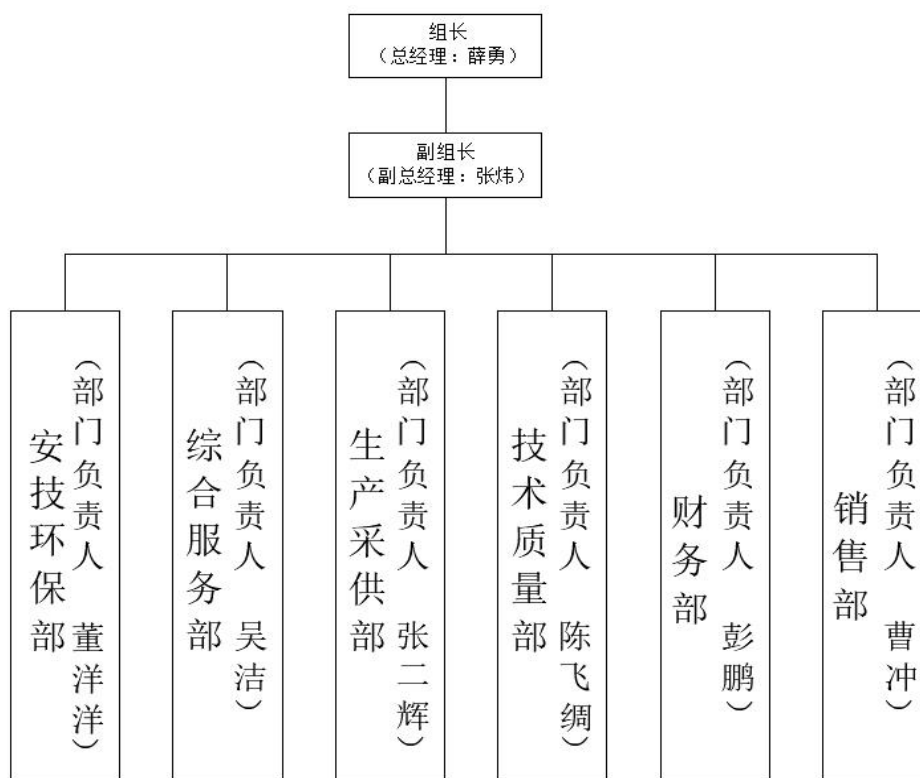 组长
（总经理：薛勇）
副组长
（副总经理：张炜）
安技环保部
（部门负责人 董洋洋）
综合服务部
（部门负责人 吴洁）
生产采供部
（部门负责人 张二辉）
技术质量部
（部门负责人 陈飞绸）
财务部
（部门负责人 彭鹏）
销售部
（部门负责人 曹冲）